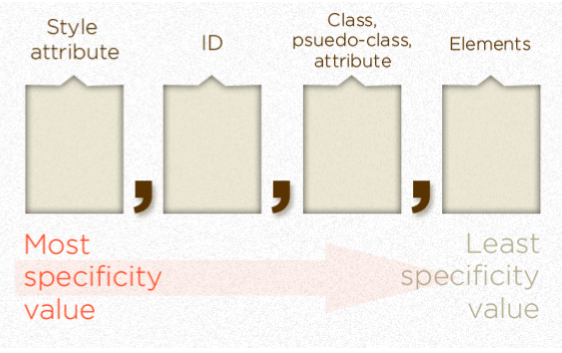 Style
attribute
ID
Class,
psuedo-class,
attribute
Elements
, , ,
Most
specificity
value
Least
specificity
value